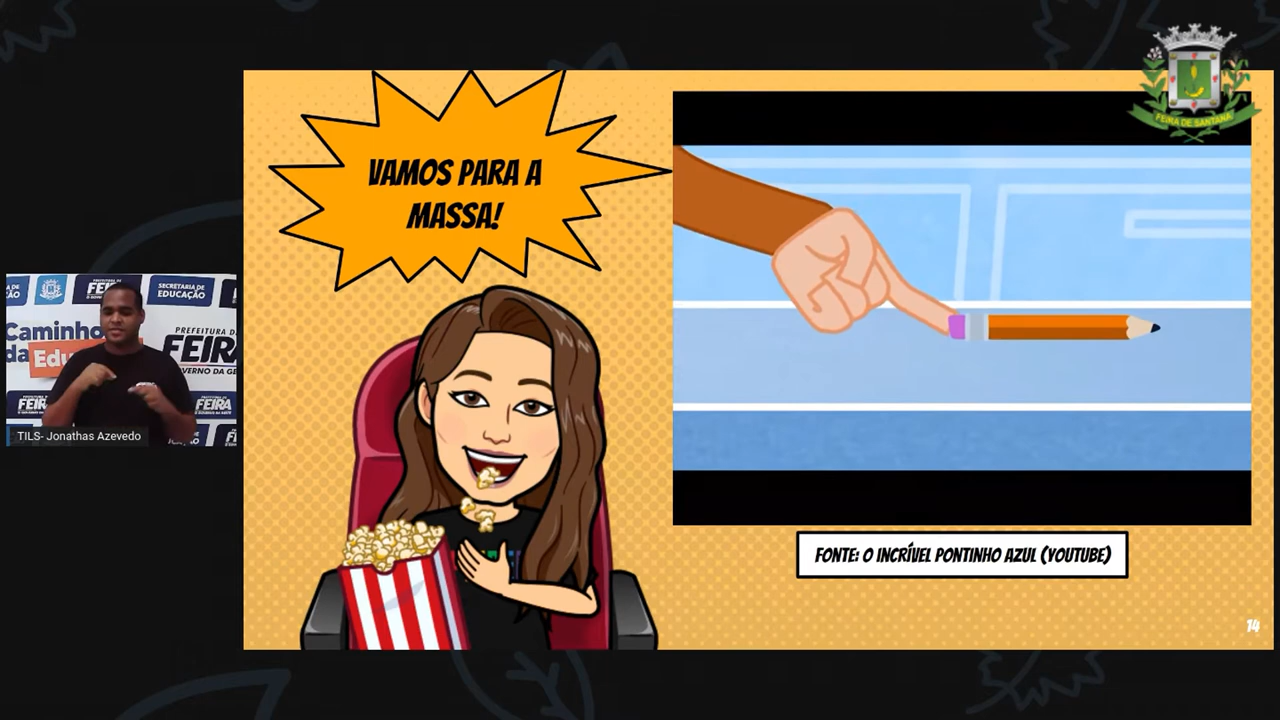 FEIRA DE SANTANA
VAMOS PARA A
MASSA!
SECRETARIA DE
EDUCAÇÃO
Caminho
da Edu
PREFEITURA D
FEIRA
FEIRA
TILS- Jonathas Azevedo
FONTE: O INCRÍVEL PONTINHO AZUL (YOUTUBE)
14